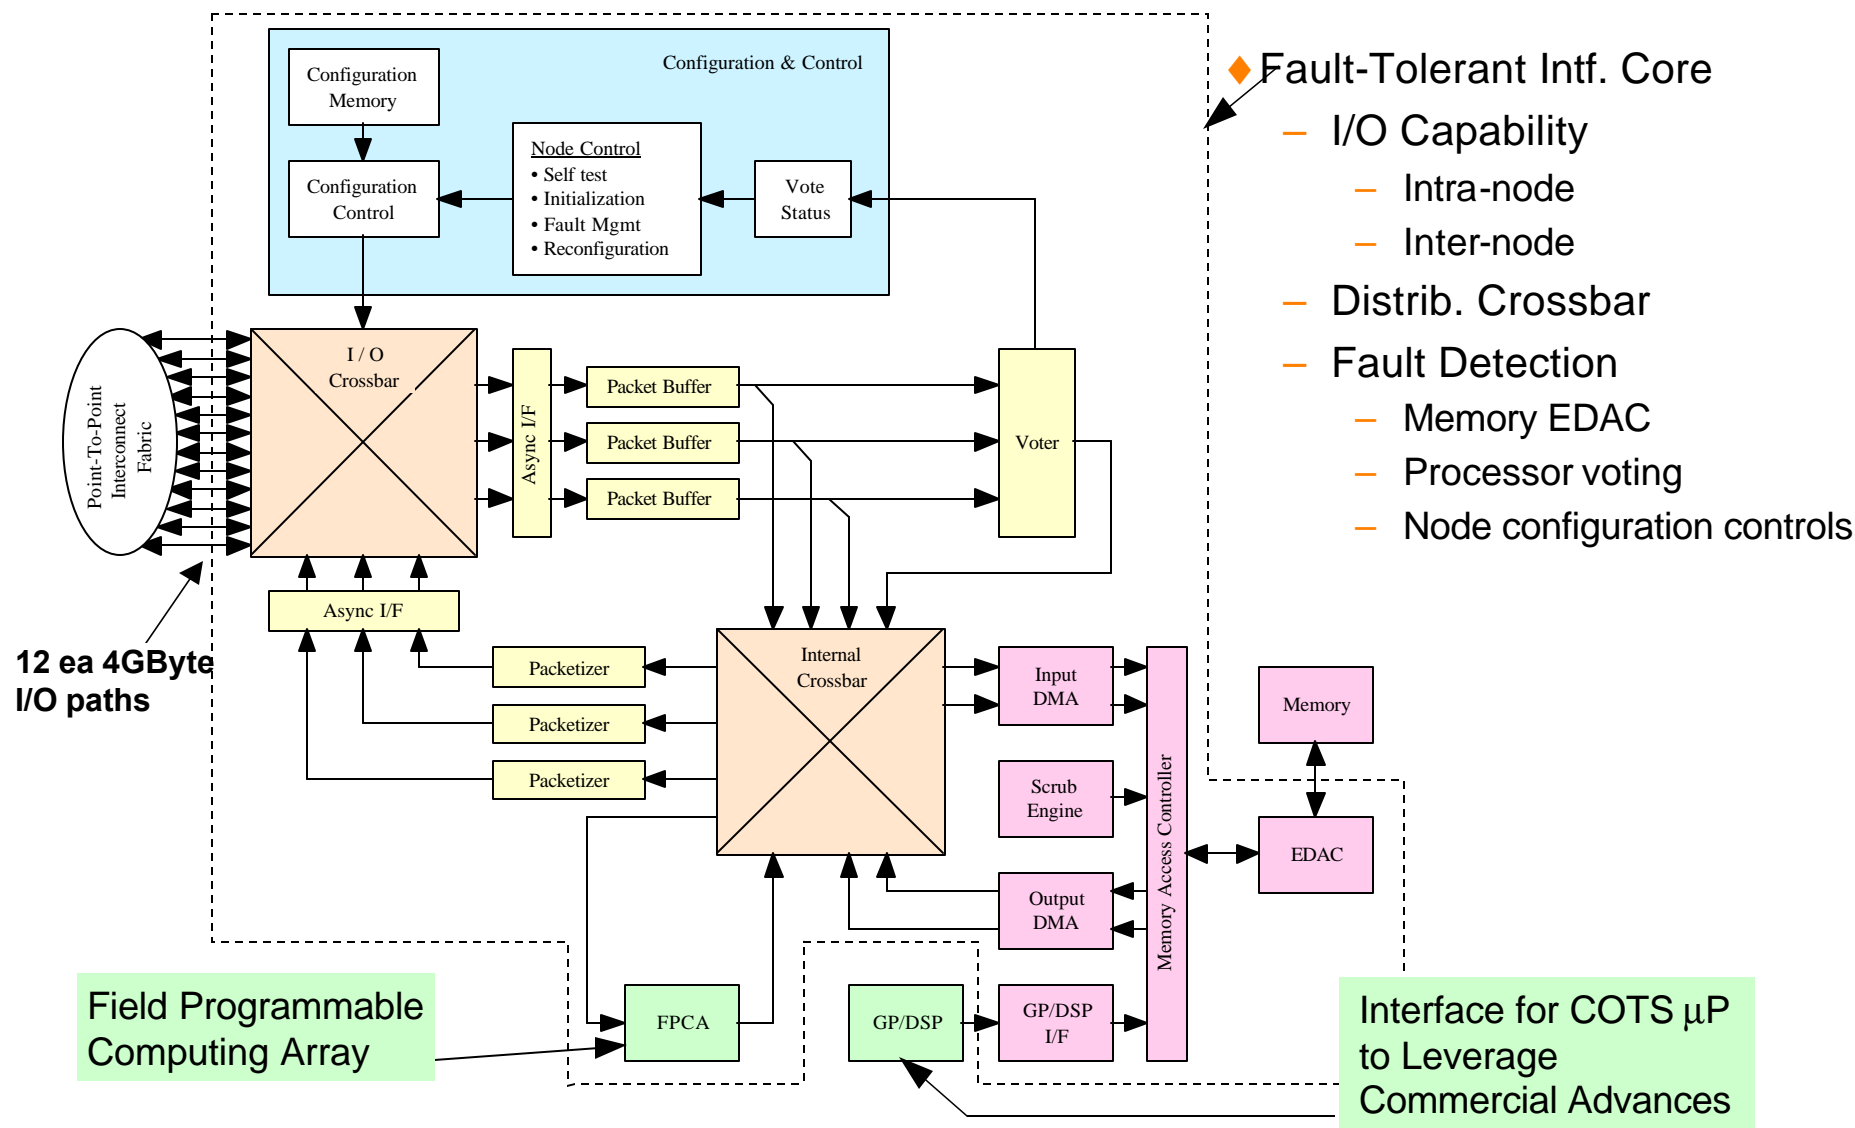 Configuration & Control
Configuration
Memory
Configuration
Control
Node Control
• Self test
• Initialization
• Fault Mgmt
• Reconfiguration
Vote
Status
Fault-Tolerant Intf. Core
– I/O Capability
– Intra-node
– Inter-node
– Distrib. Crossbar
– Fault Detection
– Memory EDAC
– Processor voting
– Node configuration controls
Point-To-Point
Interconnect
Fabric
I / O
Crossbar
Async I/F
Packet Buffer
Packet Buffer
Packet Buffer
Voter
Async I/F
12 ea 4GByte
I/O paths
Packetizer
Packetizer
Packetizer
Internal
Crossbar
Input
DMA
Scrub
Engine
Output
DMA
Memory Access Controller
Memory
EDAC
Field Programmable
Computing Array
FPCA
GP/DSP
GP/DSP
I/F
Interface for COTS μP
to Leverage
Commercial Advances